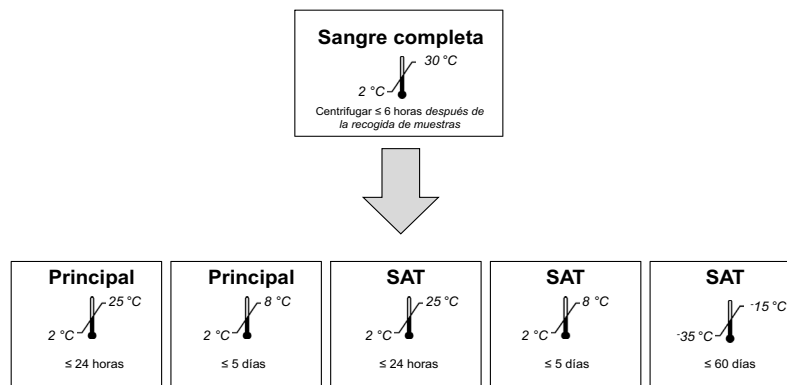 Sangre completa
30 °C
2 °C
Centrifugar ≤ 6 horas después de
la recogida de muestras
Principal
25 °C
2 °C
≤ 24 horas
Principal
8 °C
2 °C
≤ 5 días
SAT
25 °C
2 °C
≤ 24 horas
SAT
8 °C
2 °C
≤ 5 días
SAT
-15 °C
-35 °C
≤ 60 días